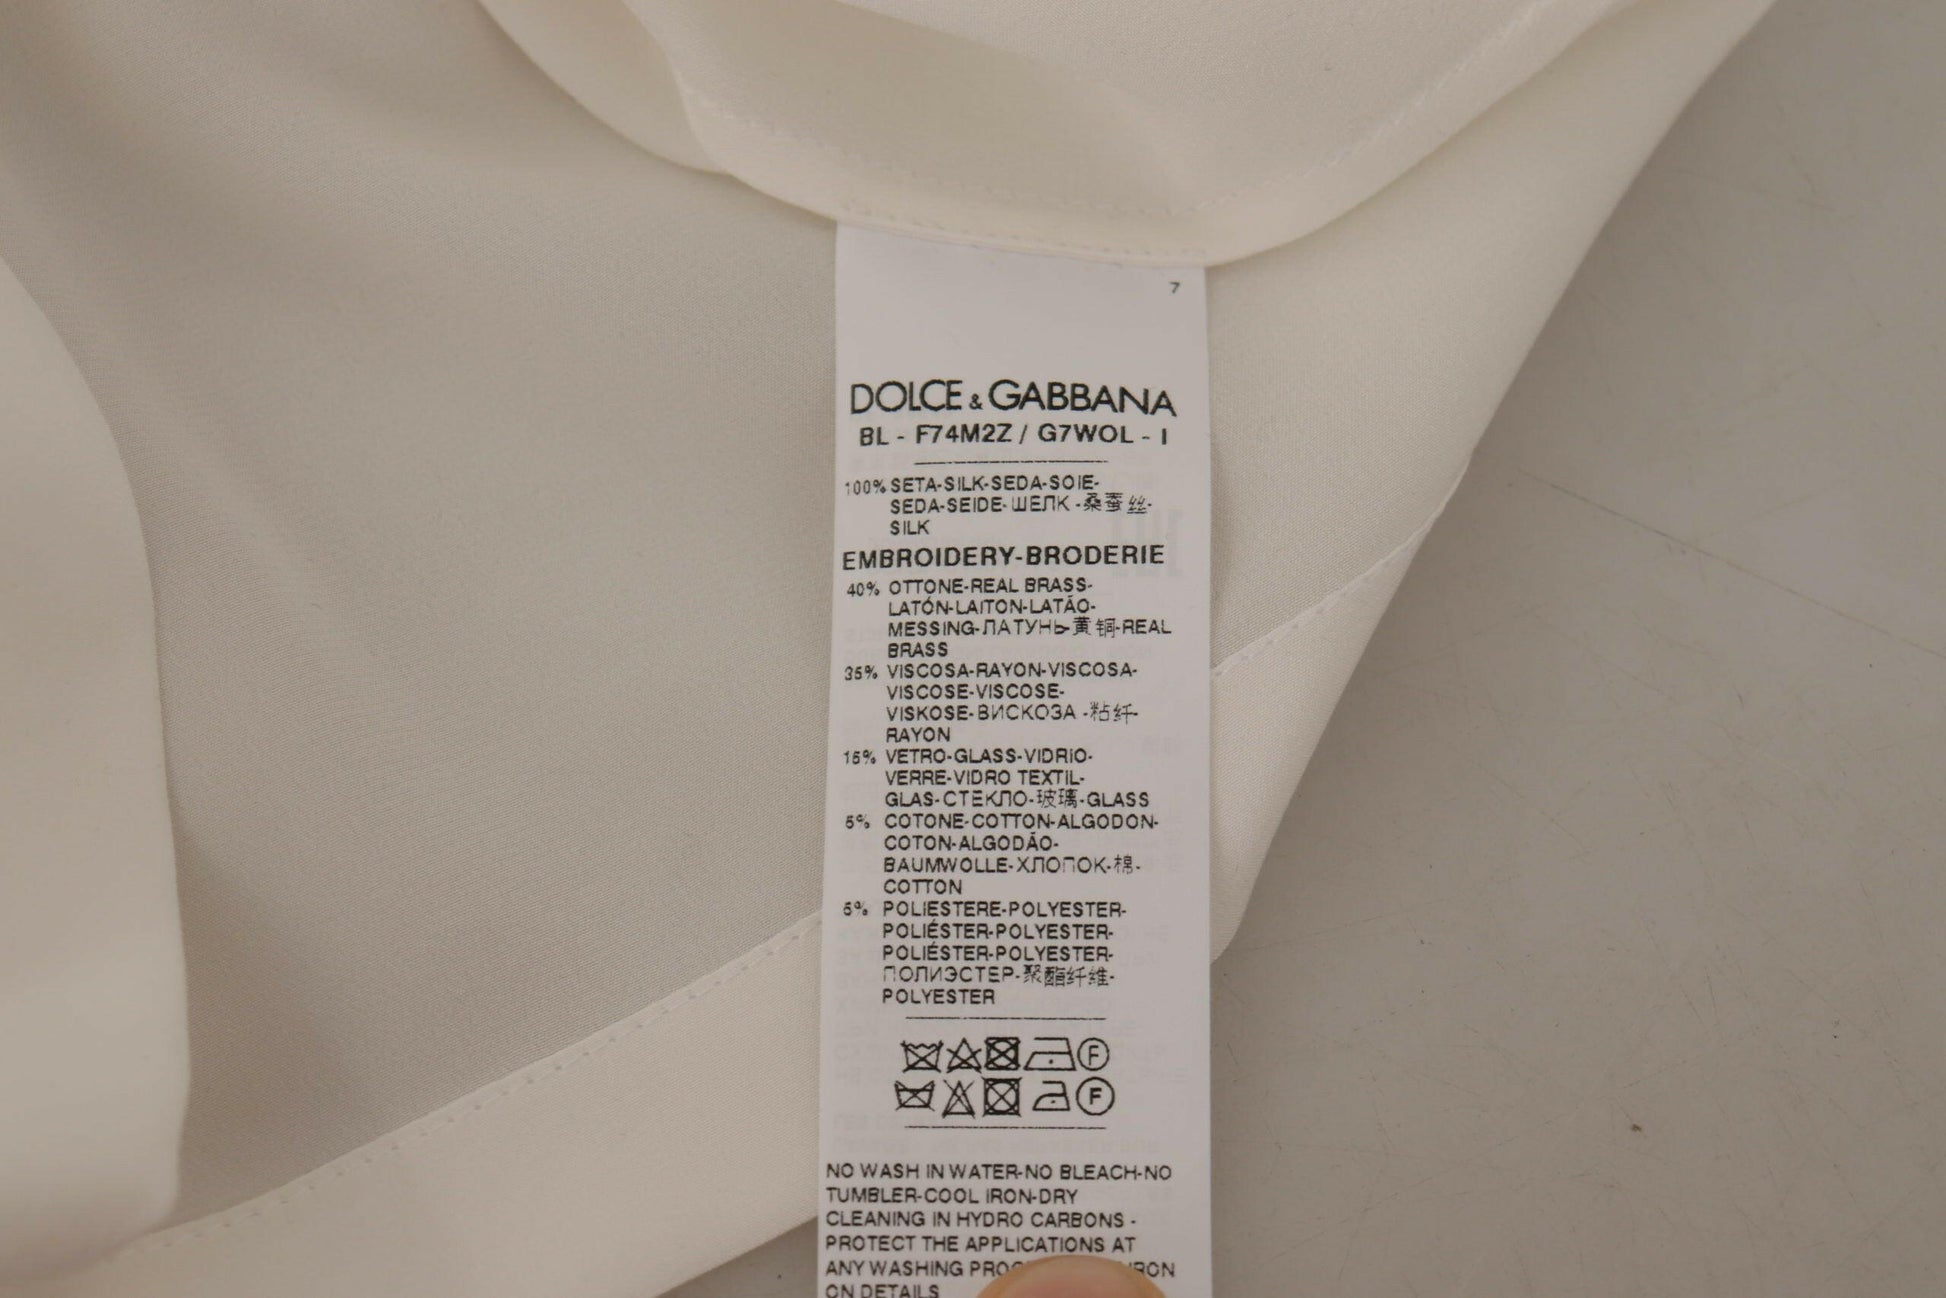 7
DOLCE & GABBANA
BL - F74M2Z / G7WOL - I
100% SETA-SILK-SEDA-SOIE-
SEDA-SEIDE-ШЕЛК -桑蚕丝-
SILK
EMBROIDERY-BRODERIE
40% OTTONE-REAL BRASS-
LATÓN-LAITON-LATÃO-
MESSING-ЛАТУНЬ-黄铜-REAL
BRASS
35% VISCOSA-RAYON-VISCOSA-
VISCOSE-VISCOSE-
VISKOSE-ВИСКОЗА -粘纤-
RAYON
15% VETRO-GLASS-VIDRIO-
VERRE-VIDRO TEXTIL-
GLAS-СТЕКЛО-玻璃-GLASS
5% COTONE-COTTON-ALGODON-
COTON-ALGODÃO-
BAUMWOLLE-ХЛОПОК-棉-
COTTON
5% POLIESTERE-POLYESTER-
POLIÉSTER-POLYESTER-
POLIÉSTER-POLYESTER-
ПОЛИЭСТЕР-聚酯纤维-
POLYESTER
F
F
NO WASH IN WATER-NO BLEACH-NO
TUMBLER-COOL IRON-DRY
CLEANING IN HYDRO CARBONS -
PROTECT THE APPLICATIONS AT
ANY WASHING
ON DETAILS